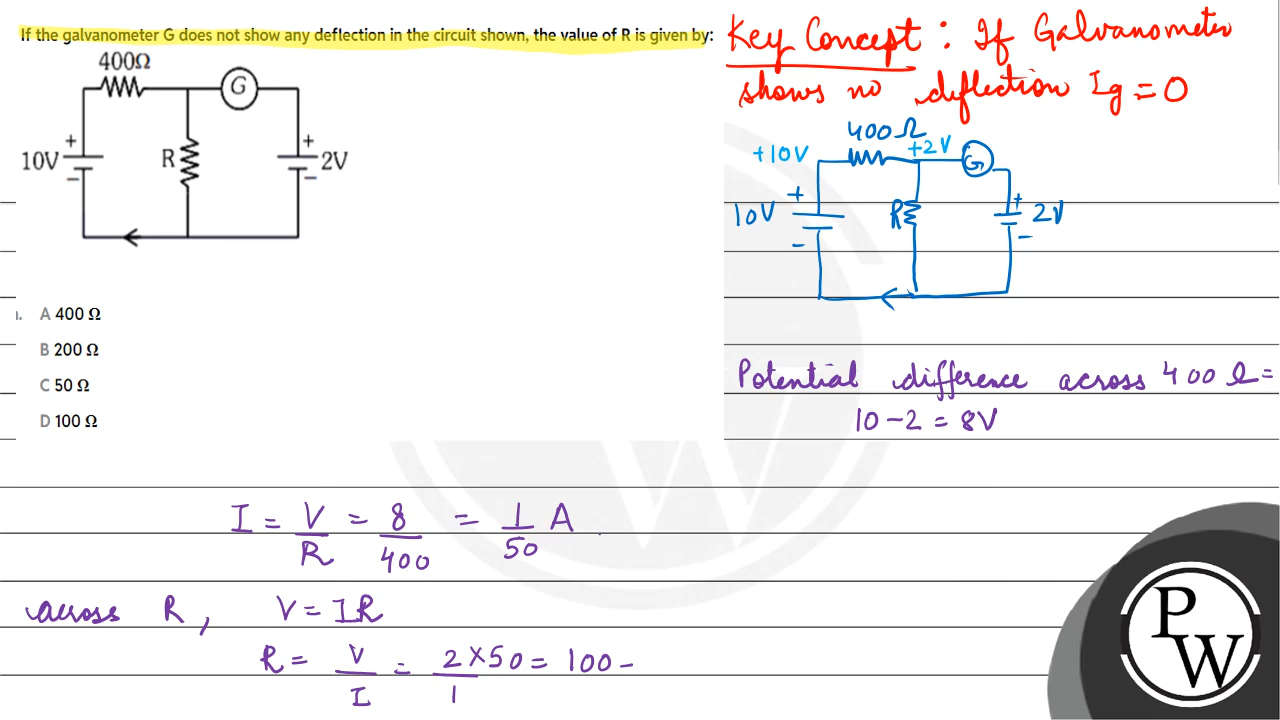 If the galvanometer G does not show any deflection in the circuit shown, the value of R is given by:
400Ω
G
+
+
10V
R
2V
-
-
A 400 Ω
B 200 Ω
C 50 Ω
D 100 Ω
Key Concept : If Galvanometer
shows no deflection Ig = 0
400 Ω
+10V
+2V
G
+
+
10V
R
2V
-
-
Potential difference across 400 Ω =
10 - 2 = 8V
I = V/R = 8/400 = 1/50 A
across R, V = IR
R = V/I = 2 × 50/1 = 100 -
P
W